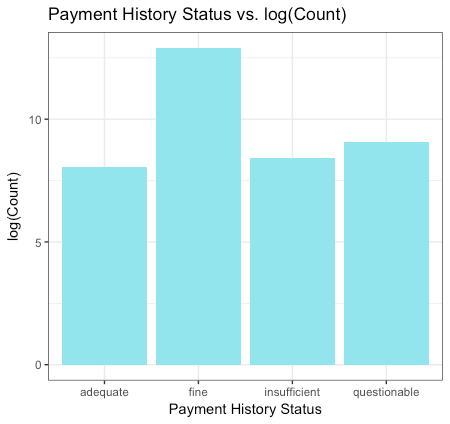 Payment History Status vs. log(Count)
10
5
0
log(Count)
adequate fine insufficient questionable
Payment History Status